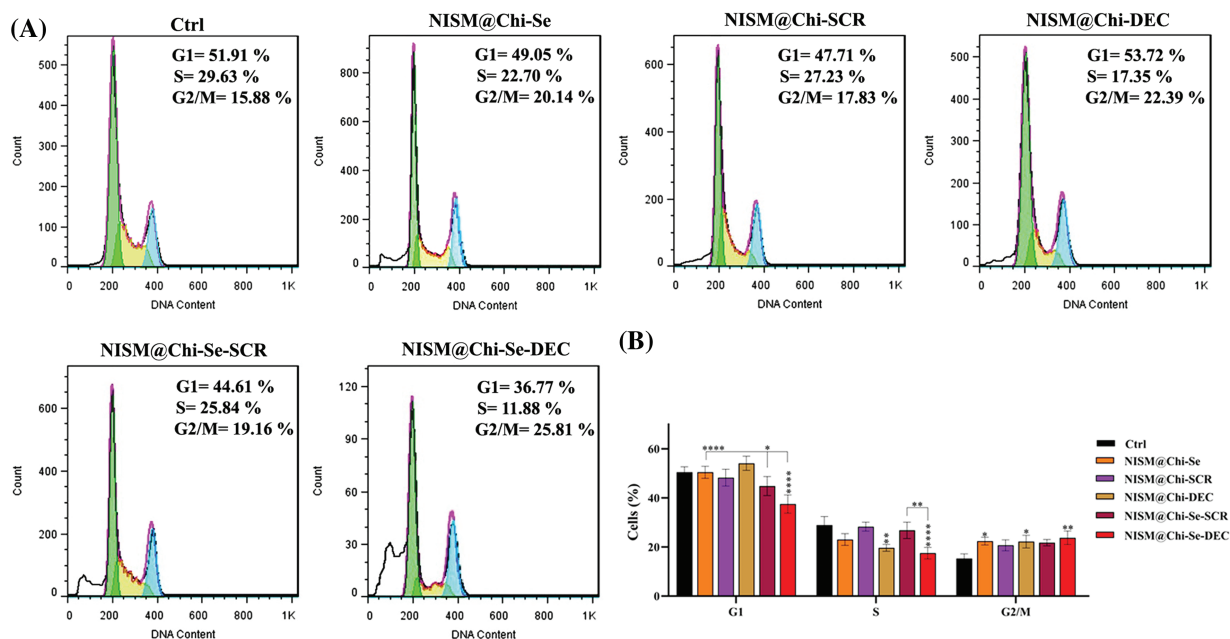 (A)
Ctrl
G1= 51.91 %
S= 29.63 %
G2/M= 15.88 %
Count
500
400
300
200
100
0
0 200 400 600 800 1K
DNA Content
NISM@Chi-Se
G1= 49.05 %
S= 22.70 %
G2/M= 20.14 %
Count
800
600
400
200
0
0 200 400 600 800 1K
DNA Content
NISM@Chi-SCR
G1= 47.71 %
S= 27.23 %
G2/M= 17.83 %
Count
600
400
200
0
0 200 400 600 800 1K
DNA Content
NISM@Chi-DEC
G1= 53.72 %
S= 17.35 %
G2/M= 22.39 %
Count
500
400
300
200
100
0
0 200 400 600 800 1K
DNA Content
NISM@Chi-Se-SCR
G1= 44.61 %
S= 25.84 %
G2/M= 19.16 %
Count
600
400
200
0
0 200 400 600 800 1K
DNA Content
NISM@Chi-Se-DEC
G1= 36.77 %
S= 11.88 %
G2/M= 25.81 %
Count
120
90
60
30
0
0 200 400 600 800 1K
DNA Content
(B)
Cells (%)
60
40
20
0
**** * ****
** ** ****
* * **
G1 S G2/M
Ctrl
NISM@Chi-Se
NISM@Chi-SCR
NISM@Chi-DEC
NISM@Chi-Se-SCR
NISM@Chi-Se-DEC